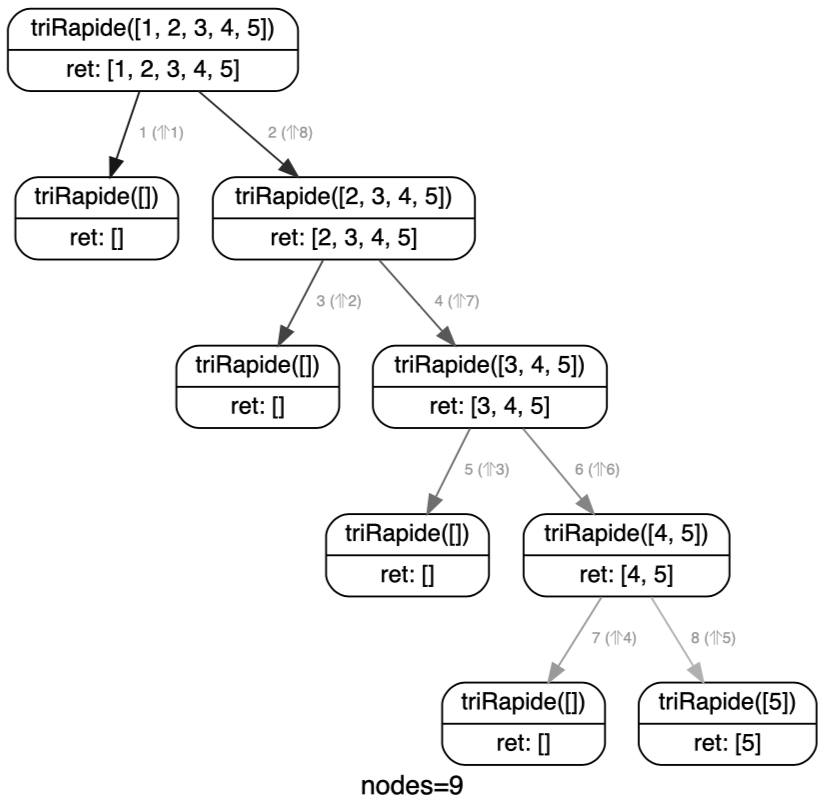 triRapide([1, 2, 3, 4, 5])
ret: [1, 2, 3, 4, 5]
1 (⥮1)
2 (⥮8)
triRapide([])
ret: []
triRapide([2, 3, 4, 5])
ret: [2, 3, 4, 5]
3 (⥮2)
4 (⥮7)
triRapide([])
ret: []
triRapide([3, 4, 5])
ret: [3, 4, 5]
5 (⥮3)
6 (⥮6)
triRapide([])
ret: []
triRapide([4, 5])
ret: [4, 5]
7 (⥮4)
8 (⥮5)
triRapide([])
ret: []
triRapide([5])
ret: [5]
nodes=9